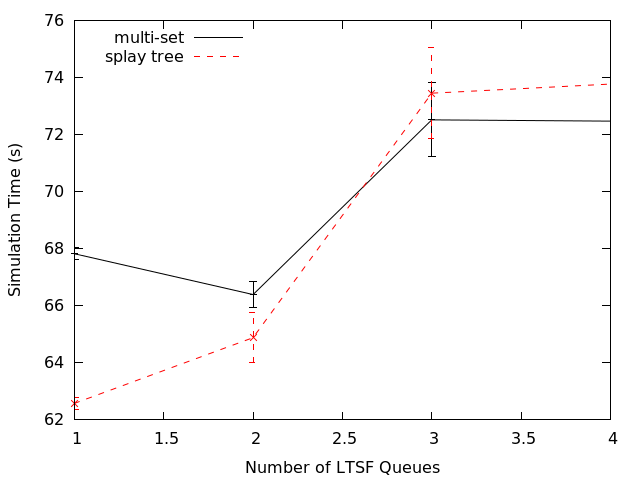 76
74
72
70
68
66
64
62
Simulation Time (s)
multi-set
splay tree
1 1.5 2 2.5 3 3.5 4
Number of LTSF Queues